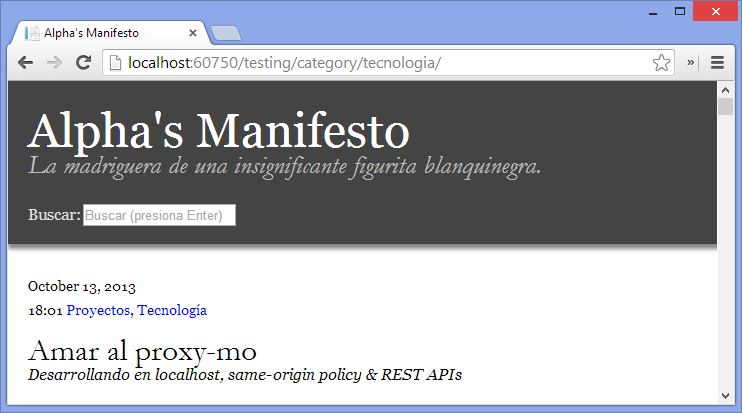 Alpha's Manifesto
localhost:60750/testing/category/tecnologia/
»
Alpha's Manifesto
La madriguera de una insignificante figurita blanquinegra.
Buscar: Buscar (presiona Enter)
October 13, 2013
18:01 Proyectos, Tecnología
Amar al proxy-mo
Desarrollando en localhost, same-origin policy & REST APIs